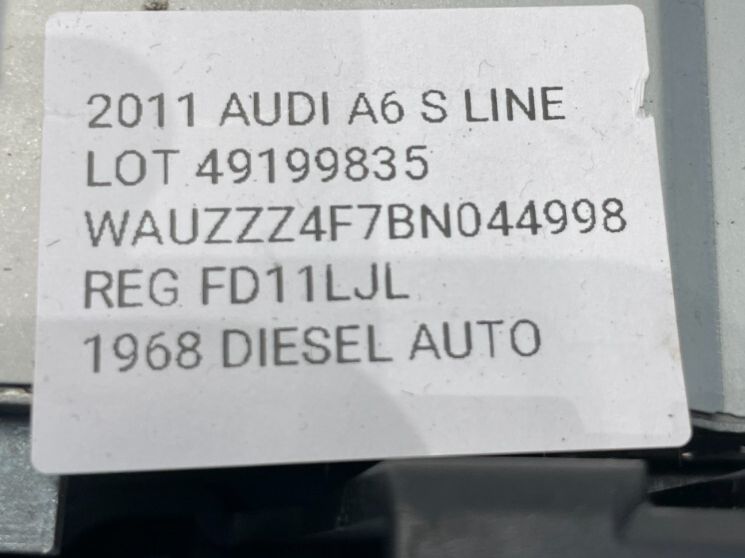 2011 AUDI A6 S LINE
LOT 49199835
WAUZZZ4F7BN044998
REG FD11LJL
1968 DIESEL AUTO